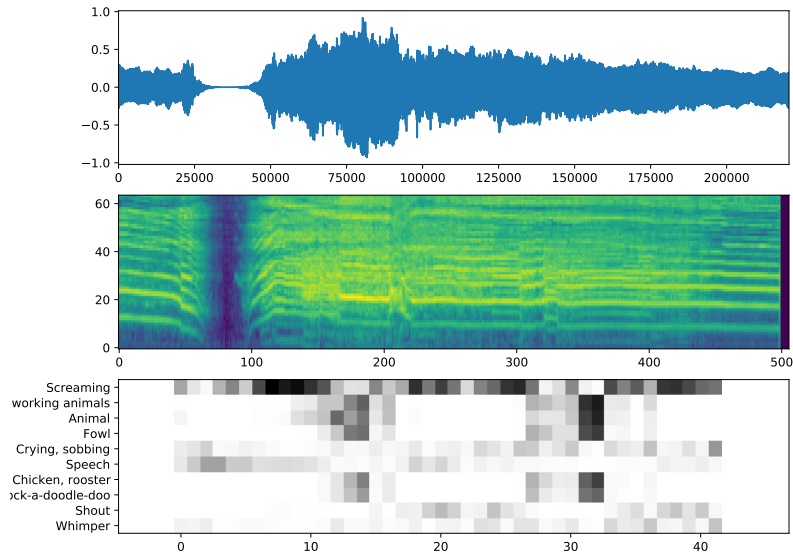 1.0
0.5
0.0
−0.5
−1.0
0 25000 50000 75000 100000 125000 150000 175000 200000
60
40
20
0
0 100 200 300 400 500
Screaming
working animals
Animal
Fowl
Crying, sobbing
Speech
Chicken, rooster
ock-a-doodle-doo
Shout
Whimper
0 10 20 30 40